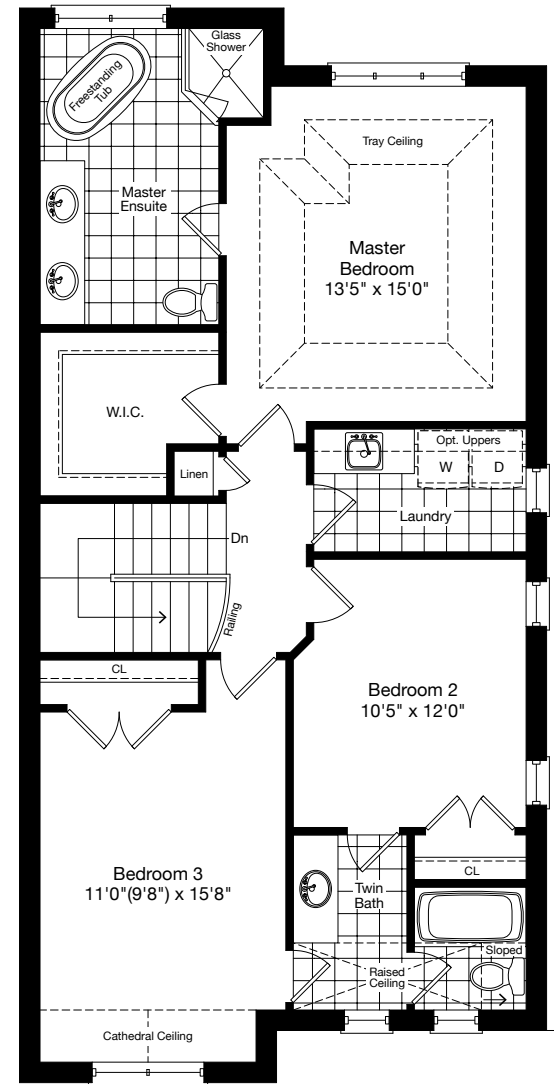 Glass
Shower
Freestanding
Tub
Tray Ceiling
Master
Ensuite
Master
Bedroom
13'5" x 15'0"
W.I.C.
Linen
Opt. Uppers
W
D
Laundry
Dn
Railing
CL
Bedroom 2
10'5" x 12'0"
Bedroom 3
11'0"(9'8") x 15'8"
CL
Twin
Bath
Sloped
Raised
Ceiling
Cathedral Ceiling